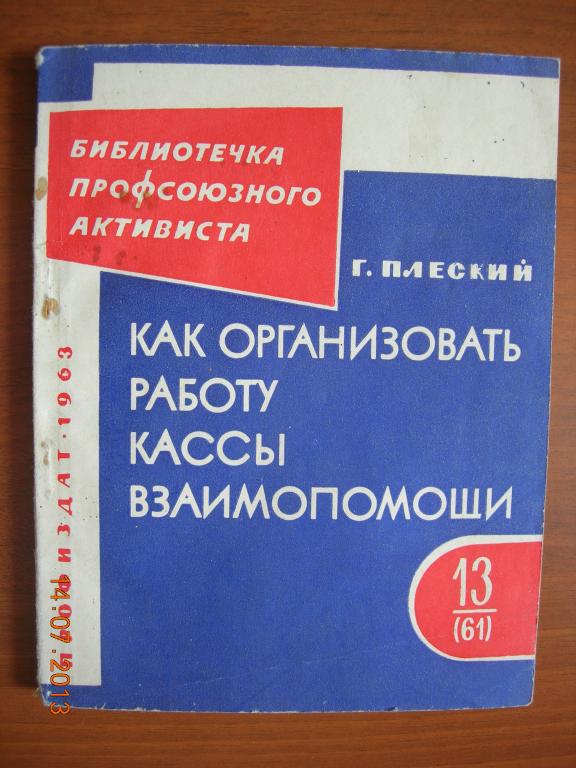 БИБЛИОТЕЧКА
ПРОФСОЮЗНОГО
АКТИВИСТА
Г. ПЛЕСКИЙ
КАК ОРГАНИЗОВАТЬ
РАБОТУ
КАССЫ
ВЗАИМОПОМОЩИ
13
(61)
ПРОФИЗДАТ·1963
14.07.2013